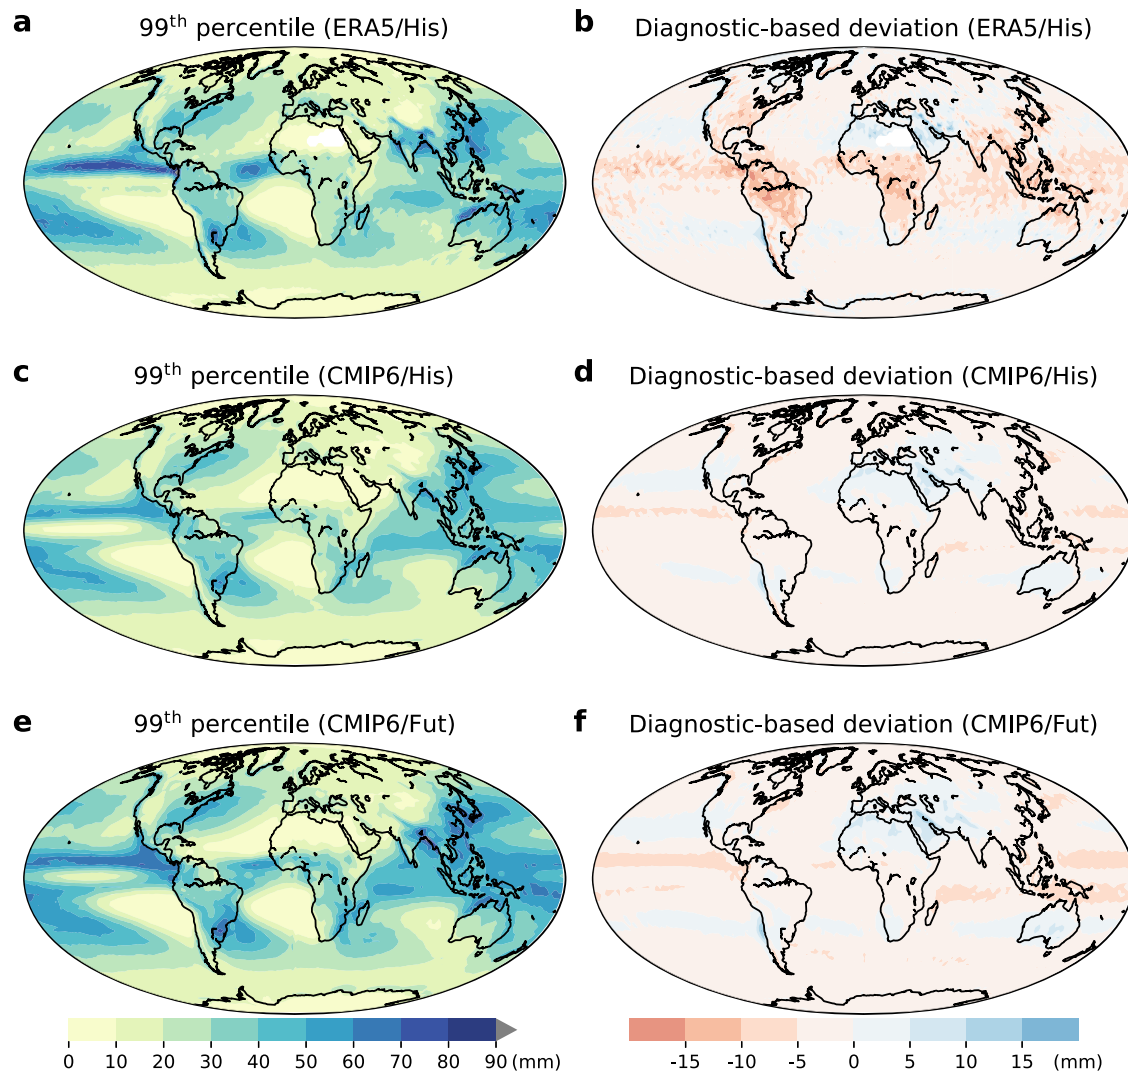 a 99th percentile (ERA5/His)
b Diagnostic-based deviation (ERA5/His)
c 99th percentile (CMIP6/His)
d Diagnostic-based deviation (CMIP6/His)
e 99th percentile (CMIP6/Fut)
f Diagnostic-based deviation (CMIP6/Fut)
0 10 20 30 40 50 60 70 80 90 (mm)
-15 -10 -5 0 5 10 15 (mm)